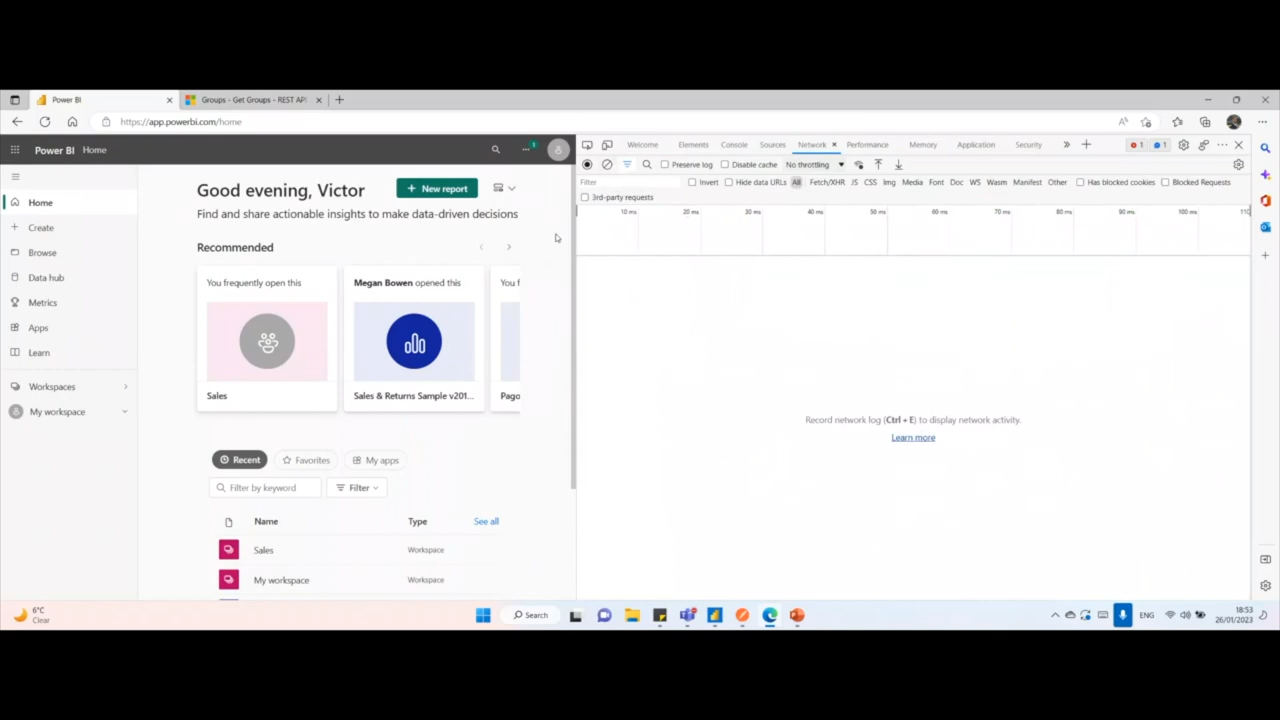 Power BI
Groups - Get Groups - REST API
https://app.powerbi.com/home
Power BI Home
1
Welcome Elements Console Sources Network Performance Memory Application Security 1 1
Preserve log Disable cache No throttling
Filter Invert Hide data URLs All Fetch/XHR JS CSS Img Media Font Doc WS Wasm Manifest Other Has blocked cookies Blocked Requests
3rd-party requests
10 ms 20 ms 30 ms 40 ms 50 ms 60 ms 70 ms 80 ms 90 ms 100 ms 110
Home
Create
Browse
Data hub
Metrics
Apps
Learn
Workspaces
My workspace
Good evening, Victor
New report
Find and share actionable insights to make data-driven decisions
Recommended
You frequently open this
Sales
Megan Bowen opened this
Sales & Returns Sample v201...
You f
Pago
Recent Favorites My apps
Filter by keyword Filter
Name Type See all
Sales Workspace
My workspace Workspace
Record network log (Ctrl + E) to display network activity.
Learn more
6°C
Clear
Search
ENG
18:53
26/01/2023